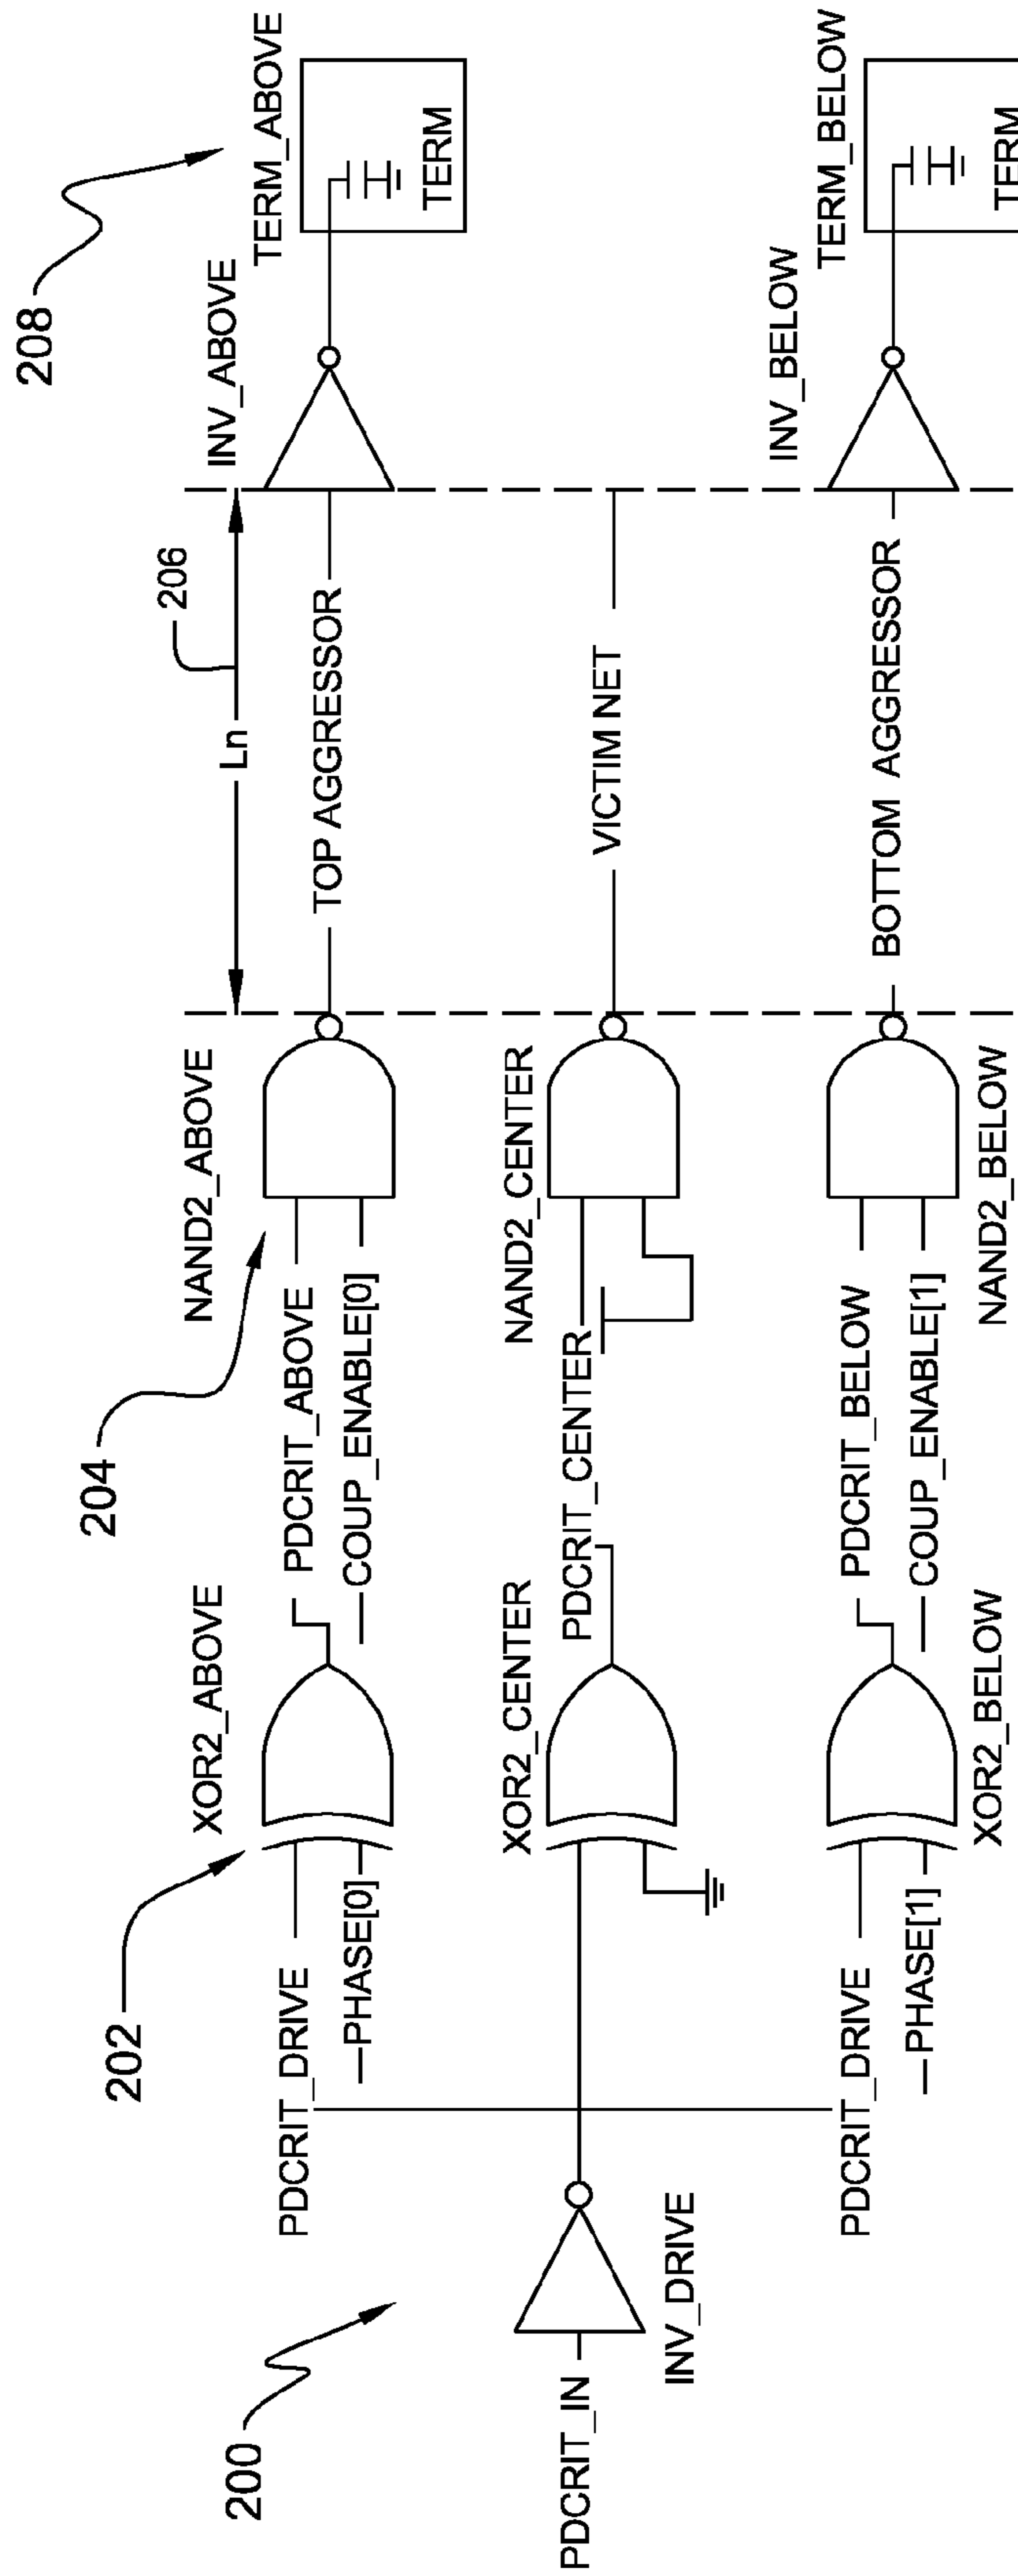 200
PDCRIT_IN
INV_DRIVE
PDCRIT_DRIVE
PHASE[0]
202
XOR2_ABOVE
PDCRIT_ABOVE
COUP_ENABLE[0]
204
NAND2_ABOVE
TOP AGGRESSOR
Ln
206
INV_ABOVE
TERM_ABOVE
TERM
208
XOR2_CENTER
PDCRIT_CENTER
NAND2_CENTER
VICTIM NET
PDCRIT_DRIVE
PHASE[1]
XOR2_BELOW
PDCRIT_BELOW
COUP_ENABLE[1]
NAND2_BELOW
BOTTOM AGGRESSOR
INV_BELOW
TERM_BELOW
TERM